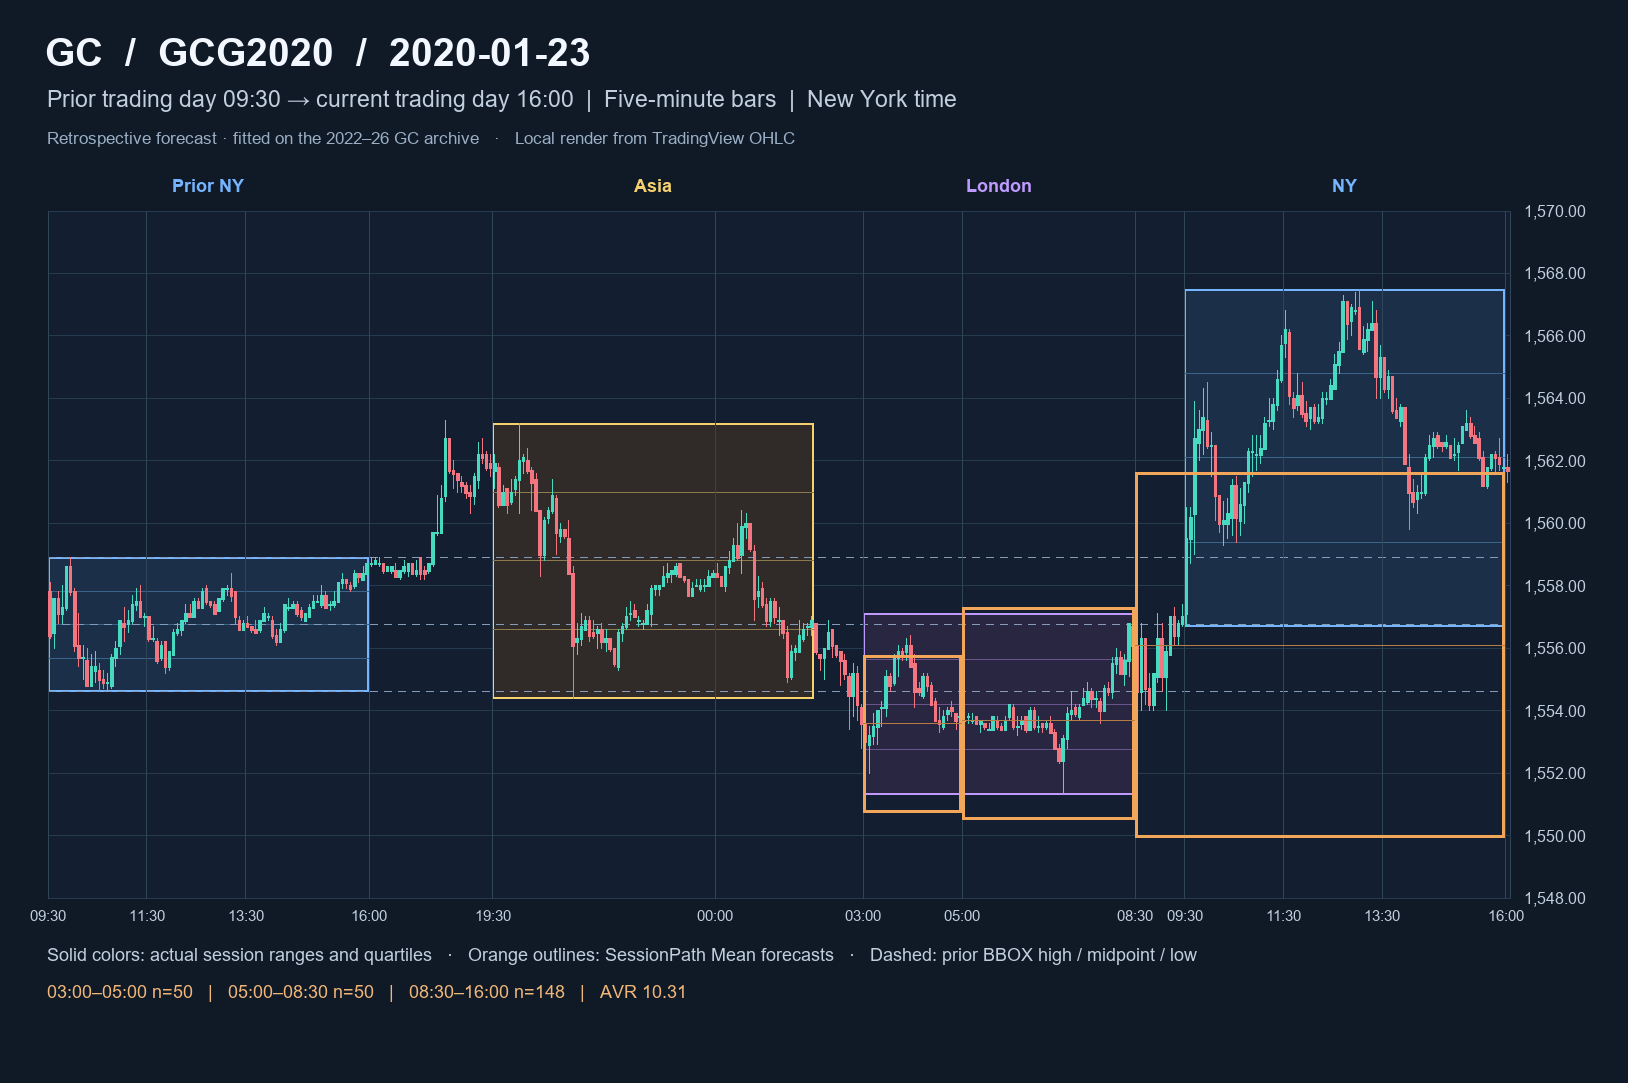 GC / GCG2020 / 2020-01-23
Prior trading day 09:30 → current trading day 16:00 | Five-minute bars | New York time
Retrospective forecast · fitted on the 2022–26 GC archive · Local render from TradingView OHLC
Prior NY Asia London NY
1,570.00
1,568.00
1,566.00
1,564.00
1,562.00
1,560.00
1,558.00
1,556.00
1,554.00
1,552.00
1,550.00
1,548.00
09:30 11:30 13:30 16:00 19:30 00:00 03:00 05:00 08:30 09:30 11:30 13:30 16:00
Solid colors: actual session ranges and quartiles · Orange outlines: SessionPath Mean forecasts · Dashed: prior BBOX high / midpoint / low
03:00–05:00 n=50 | 05:00–08:30 n=50 | 08:30–16:00 n=148 | AVR 10.31